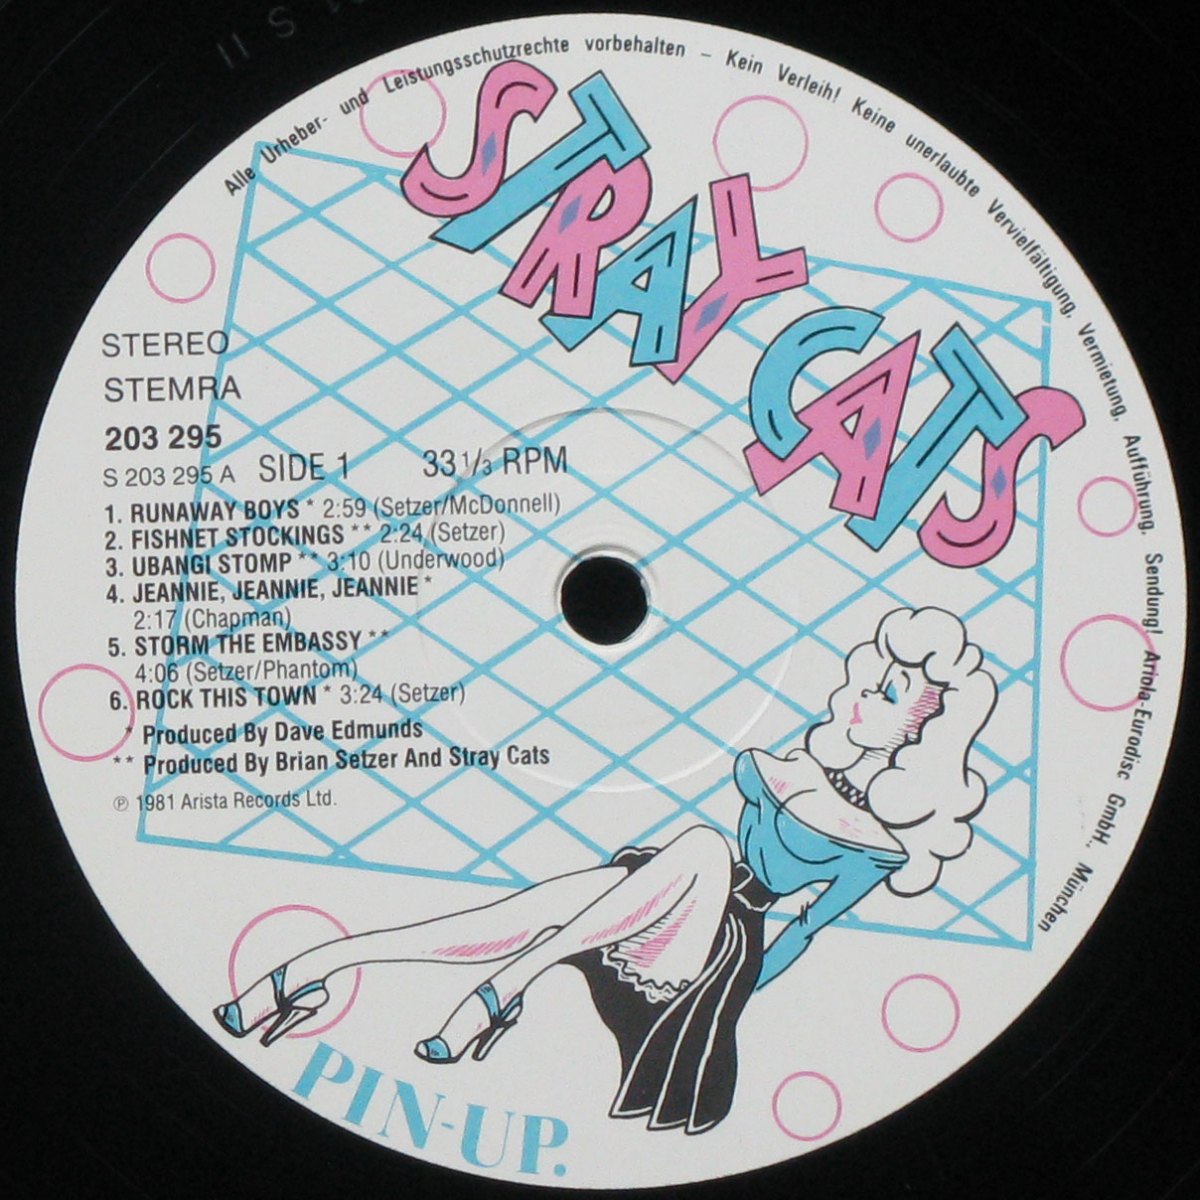 Alle Urheber- und Leistungsschutzrechte vorbehalten – Kein Verleih! Keine unerlaubte Vervielfältigung, Vermietung, Aufführung, Sendung! Ariola-Eurodisc GmbH., München
STRAY CATS
STEREO
STEMRA
203 295
S 203 295 A SIDE 1 33 1/3 RPM
1. RUNAWAY BOYS * 2:59 (Setzer/McDonnell)
2. FISHNET STOCKINGS ** 2:24 (Setzer)
3. UBANGI STOMP ** 3:10 (Underwood)
4. JEANNIE, JEANNIE, JEANNIE *
2:17 (Chapman)
5. STORM THE EMBASSY **
4:06 (Setzer/Phantom)
6. ROCK THIS TOWN * 3:24 (Setzer)
* Produced By Dave Edmunds
** Produced By Brian Setzer And Stray Cats
℗ 1981 Arista Records Ltd.
PIN-UP.